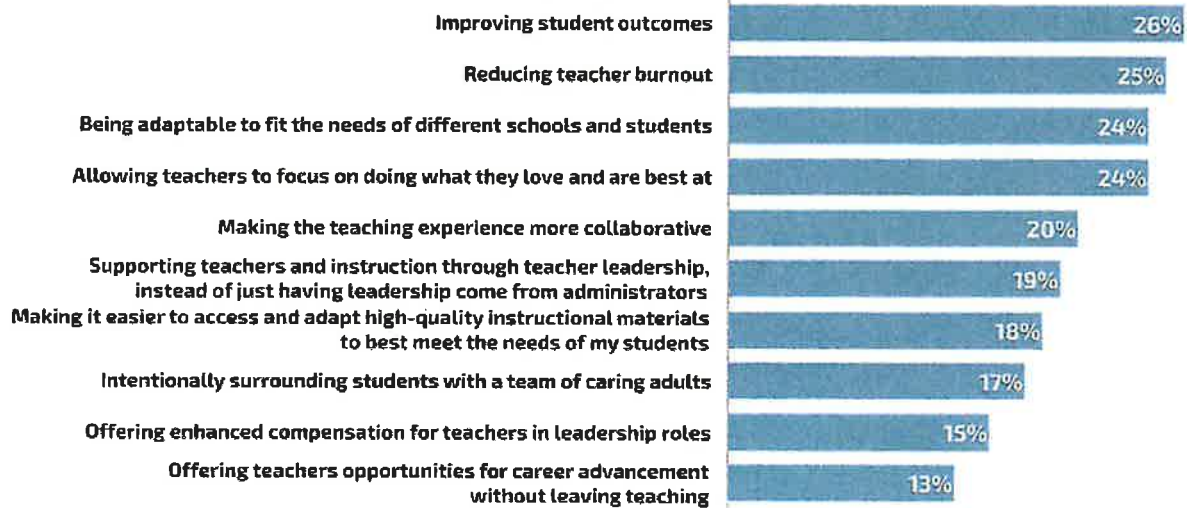 Improving student outcomes 26%
Reducing teacher burnout 25%
Being adaptable to fit the needs of different schools and students 24%
Allowing teachers to focus on doing what they love and are best at 24%
Making the teaching experience more collaborative 20%
Supporting teachers and instruction through teacher leadership,
instead of just having leadership come from administrators 19%
Making it easier to access and adapt high-quality instructional materials
to best meet the needs of my students 18%
Intentionally surrounding students with a team of caring adults 17%
Offering enhanced compensation for teachers in leadership roles 15%
Offering teachers opportunities for career advancement
without leaving teaching 13%